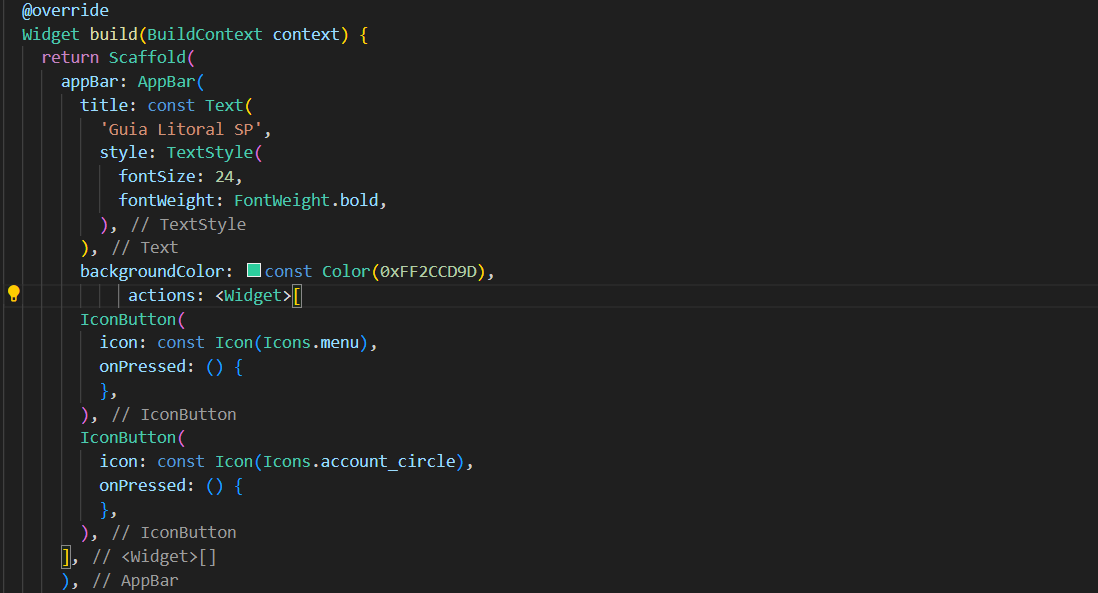 @override
Widget build(BuildContext context) {
return Scaffold(
appBar: AppBar(
title: const Text(
'Guia Litoral SP',
style: TextStyle(
fontSize: 24,
fontWeight: FontWeight.bold,
), // TextStyle
), // Text
backgroundColor: const Color(0xFF2CCD9D),
actions: <Widget>[
IconButton(
icon: const Icon(Icons.menu),
onPressed: () {
},
), // IconButton
IconButton(
icon: const Icon(Icons.account_circle),
onPressed: () {
},
), // IconButton
], // <Widget>[]
), // AppBar